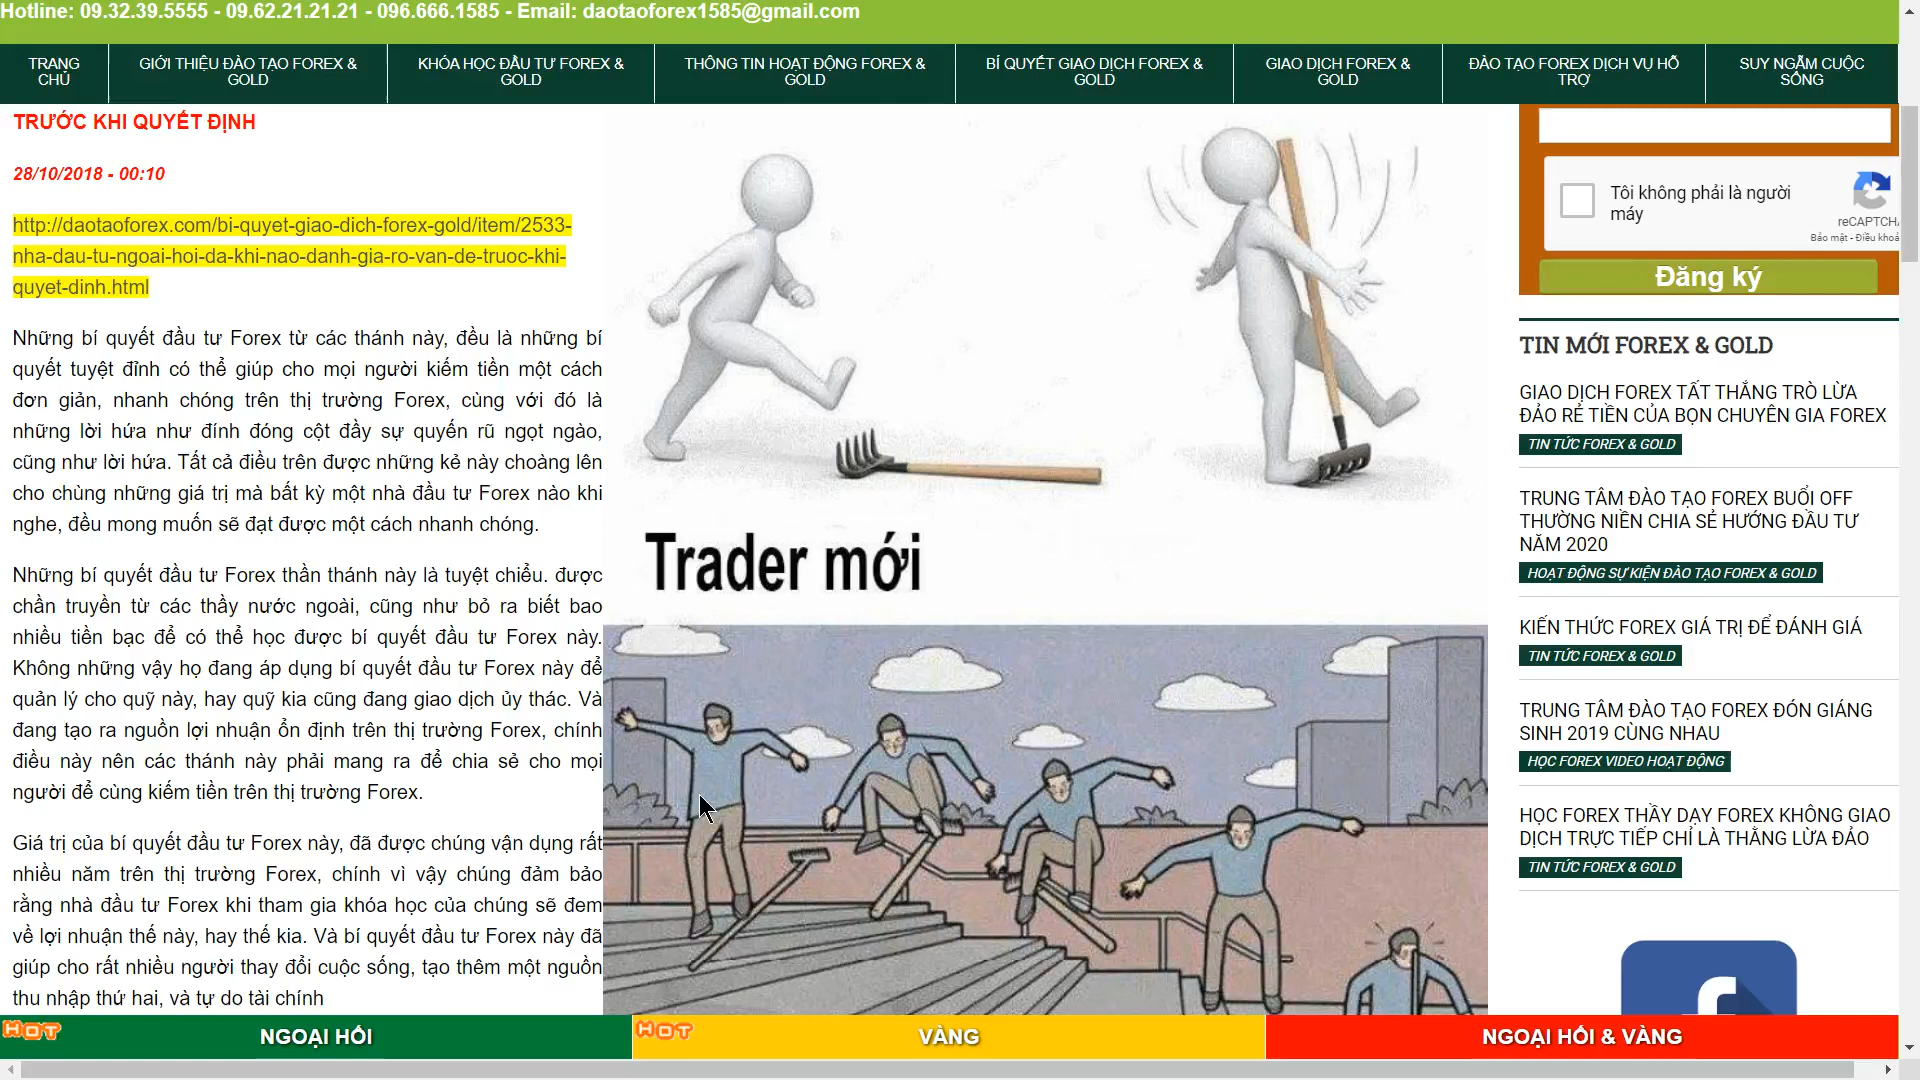 Hotline: 09.32.39.5555 - 09.62.21.21.21 - 096.666.1585 - Email: daotaoforex1585@gmail.com
TRANG CHỦ
GIỚI THIỆU ĐÀO TẠO FOREX & GOLD
KHÓA HỌC ĐẦU TƯ FOREX & GOLD
THÔNG TIN HOẠT ĐỘNG FOREX & GOLD
BÍ QUYẾT GIAO DỊCH FOREX & GOLD
GIAO DỊCH FOREX & GOLD
ĐÀO TẠO FOREX DỊCH VỤ HỖ TRỢ
SUY NGẪM CUỘC SỐNG
TRƯỚC KHI QUYẾT ĐỊNH
28/10/2018 - 00:10
http://daotaoforex.com/bi-quyet-giao-dich-forex-gold/item/2533-
nha-dau-tu-ngoai-hoi-da-khi-nao-danh-gia-ro-van-de-truoc-khi-
quyet-dinh.html
Những bí quyết đầu tư Forex từ các thánh này, đều là những bí
quyết tuyệt đỉnh có thể giúp cho mọi người kiếm tiền một cách
đơn giản, nhanh chóng trên thị trường Forex, cùng với đó là
những lời hứa như đính đóng cột đầy sự quyến rũ ngọt ngào,
cũng như lời hứa. Tất cả điều trên được những kẻ này choàng lên
cho chùng những giá trị mà bất kỳ một nhà đầu tư Forex nào khi
nghe, đều mong muốn sẽ đạt được một cách nhanh chóng.
Những bí quyết đầu tư Forex thần thánh này là tuyệt chiểu. được
chần truyền từ các thầy nước ngoài, cũng như bỏ ra biết bao
nhiều tiền bạc để có thể học được bí quyết đầu tư Forex này.
Không những vậy họ đang áp dụng bí quyết đầu tư Forex này để
quản lý cho quỹ này, hay quỹ kia cũng đang giao dịch ủy thác. Và
đang tạo ra nguồn lợi nhuận ổn định trên thị trường Forex, chính
điều này nên các thánh này phải mang ra để chia sẻ cho mọi
người để cùng kiếm tiền trên thị trường Forex.
Giá trị của bí quyết đầu tư Forex này, đã được chúng vận dụng rất
nhiều năm trên thị trường Forex, chính vì vậy chúng đảm bảo
rằng nhà đầu tư Forex khi tham gia khóa học của chúng sẽ đem
về lợi nhuận thế này, hay thế kia. Và bí quyết đầu tư Forex này đã
giúp cho rất nhiều người thay đổi cuộc sống, tạo thêm một nguồn
thu nhập thứ hai, và tự do tài chính
Trader mới
Tôi không phải là người
máy
reCAPTCHA
Bảo mật - Điều khoả
Đăng ký
TIN MỚI FOREX & GOLD
GIAO DỊCH FOREX TẤT THẮNG TRÒ LỪA
ĐẢO RẺ TIỀN CỦA BỌN CHUYÊN GIA FOREX
TIN TỨC FOREX & GOLD
TRUNG TÂM ĐÀO TẠO FOREX BUỔI OFF
THƯỜNG NIÊN CHIA SẺ HƯỚNG ĐẦU TƯ
NĂM 2020
HOẠT ĐỘNG SỰ KIỆN ĐÀO TẠO FOREX & GOLD
KIẾN THỨC FOREX GIÁ TRỊ ĐỂ ĐÁNH GIÁ
TIN TỨC FOREX & GOLD
TRUNG TÂM ĐÀO TẠO FOREX ĐÓN GIÁNG
SINH 2019 CÙNG NHAU
HỌC FOREX VIDEO HOẠT ĐỘNG
HỌC FOREX THẦY DẠY FOREX KHÔNG GIAO
DỊCH TRỰC TIẾP CHỈ LÀ THẰNG LỪA ĐẢO
TIN TỨC FOREX & GOLD
HOT
NGOẠI HỐI
HOT
VÀNG
NGOẠI HỐI & VÀNG